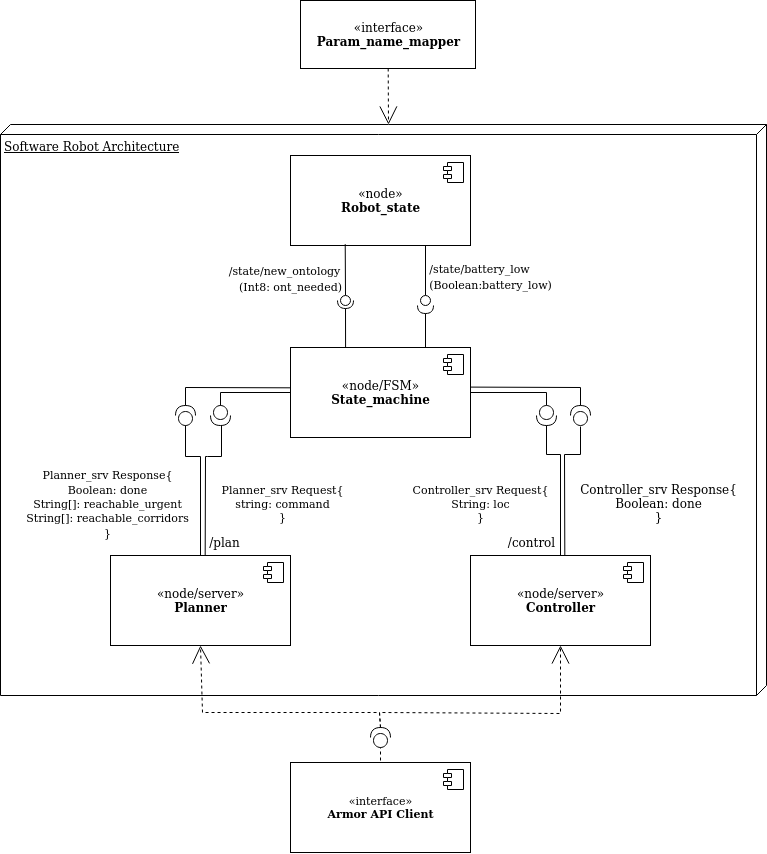 «interface»
Param_name_mapper
Software Robot Architecture
«node»
Robot_state
/state/new_ontology
(Int8: ont_needed)
/state/battery_low
(Boolean:battery_low)
«node/FSM»
State_machine
Planner_srv Response{
Boolean: done
String[]: reachable_urgent
String[]: reachable_corridors
}
Planner_srv Request{
string: command
}
Controller_srv Request{
String: loc
}
Controller_srv Response{
Boolean: done
}
/plan
/control
«node/server»
Planner
«node/server»
Controller
«interface»
Armor API Client